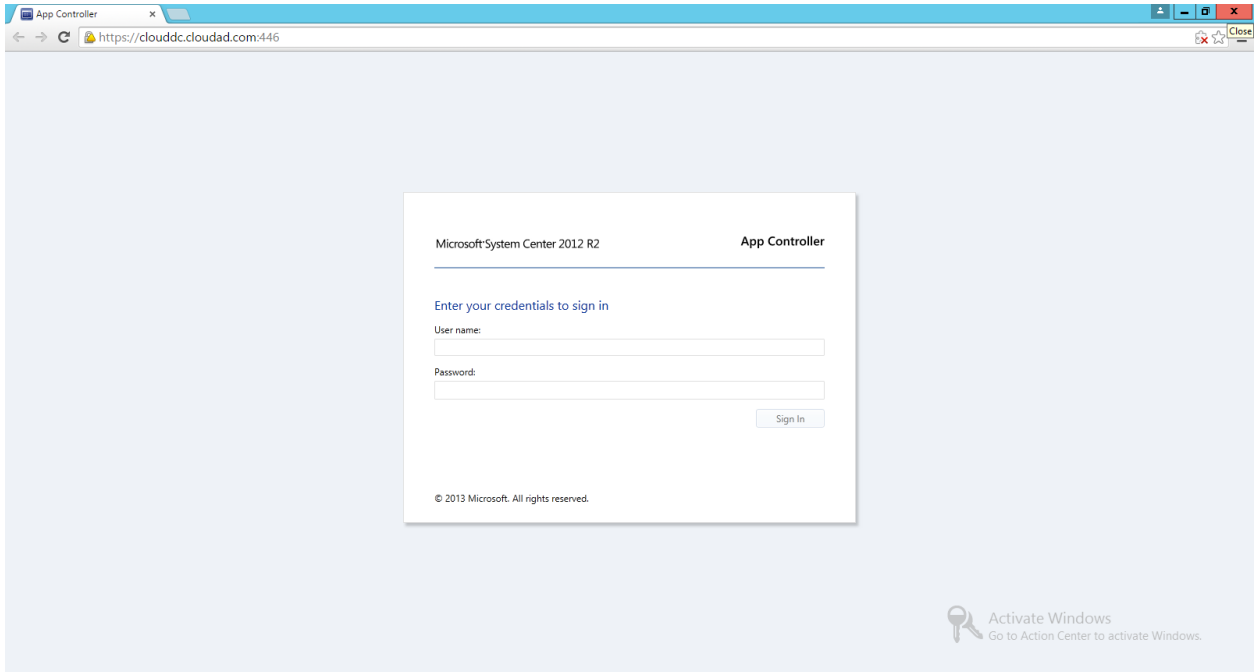 App Controller
https://clouddc.cloudad.com:446
Close
Microsoft System Center 2012 R2
App Controller
Enter your credentials to sign in
User name:
Password:
Sign In
© 2013 Microsoft. All rights reserved.
Activate Windows
Go to Action Center to activate Windows.